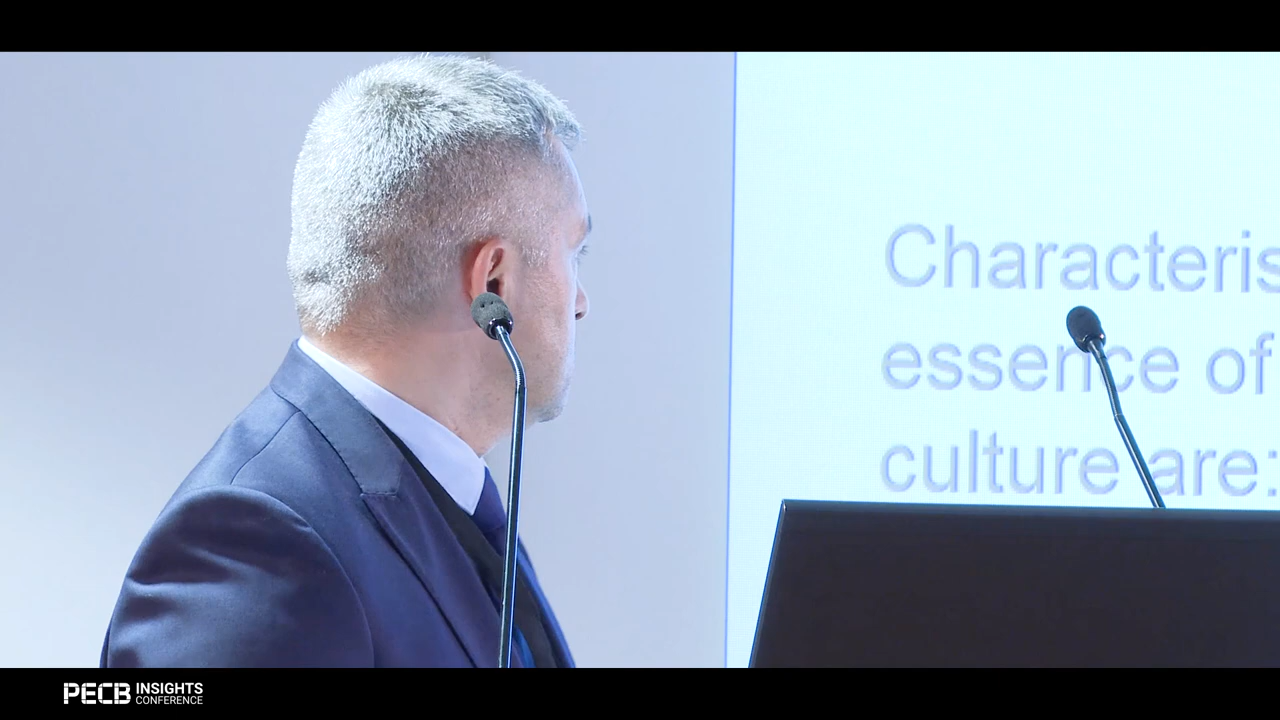 Characteris
essence of
culture are:
PECB INSIGHTS
CONFERENCE